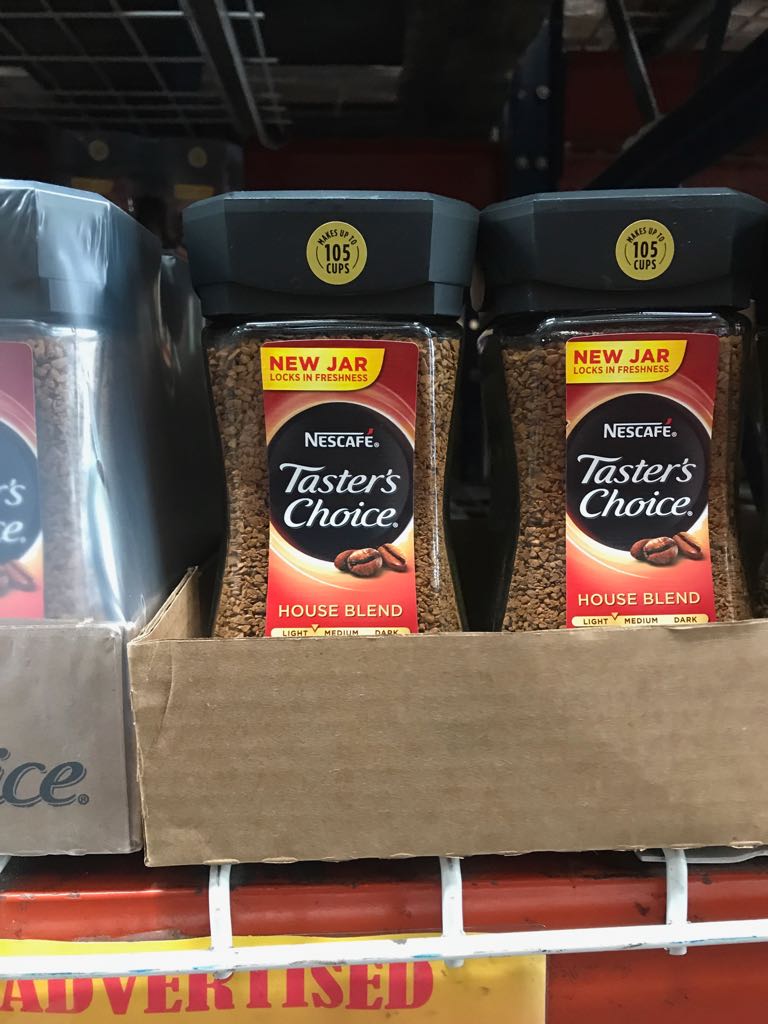 MAKES UP TO
105
CUPS
NEW JAR
LOCKS IN FRESHNESS
NESCAFÉ®
Taster's
Choice®
HOUSE BLEND
LIGHT MEDIUM DARK
MAKES UP TO
105
CUPS
NEW JAR
LOCKS IN FRESHNESS
NESCAFÉ®
Taster's
Choice®
HOUSE BLEND
LIGHT MEDIUM DARK
r's
ce.
ice®
ADVERTISED